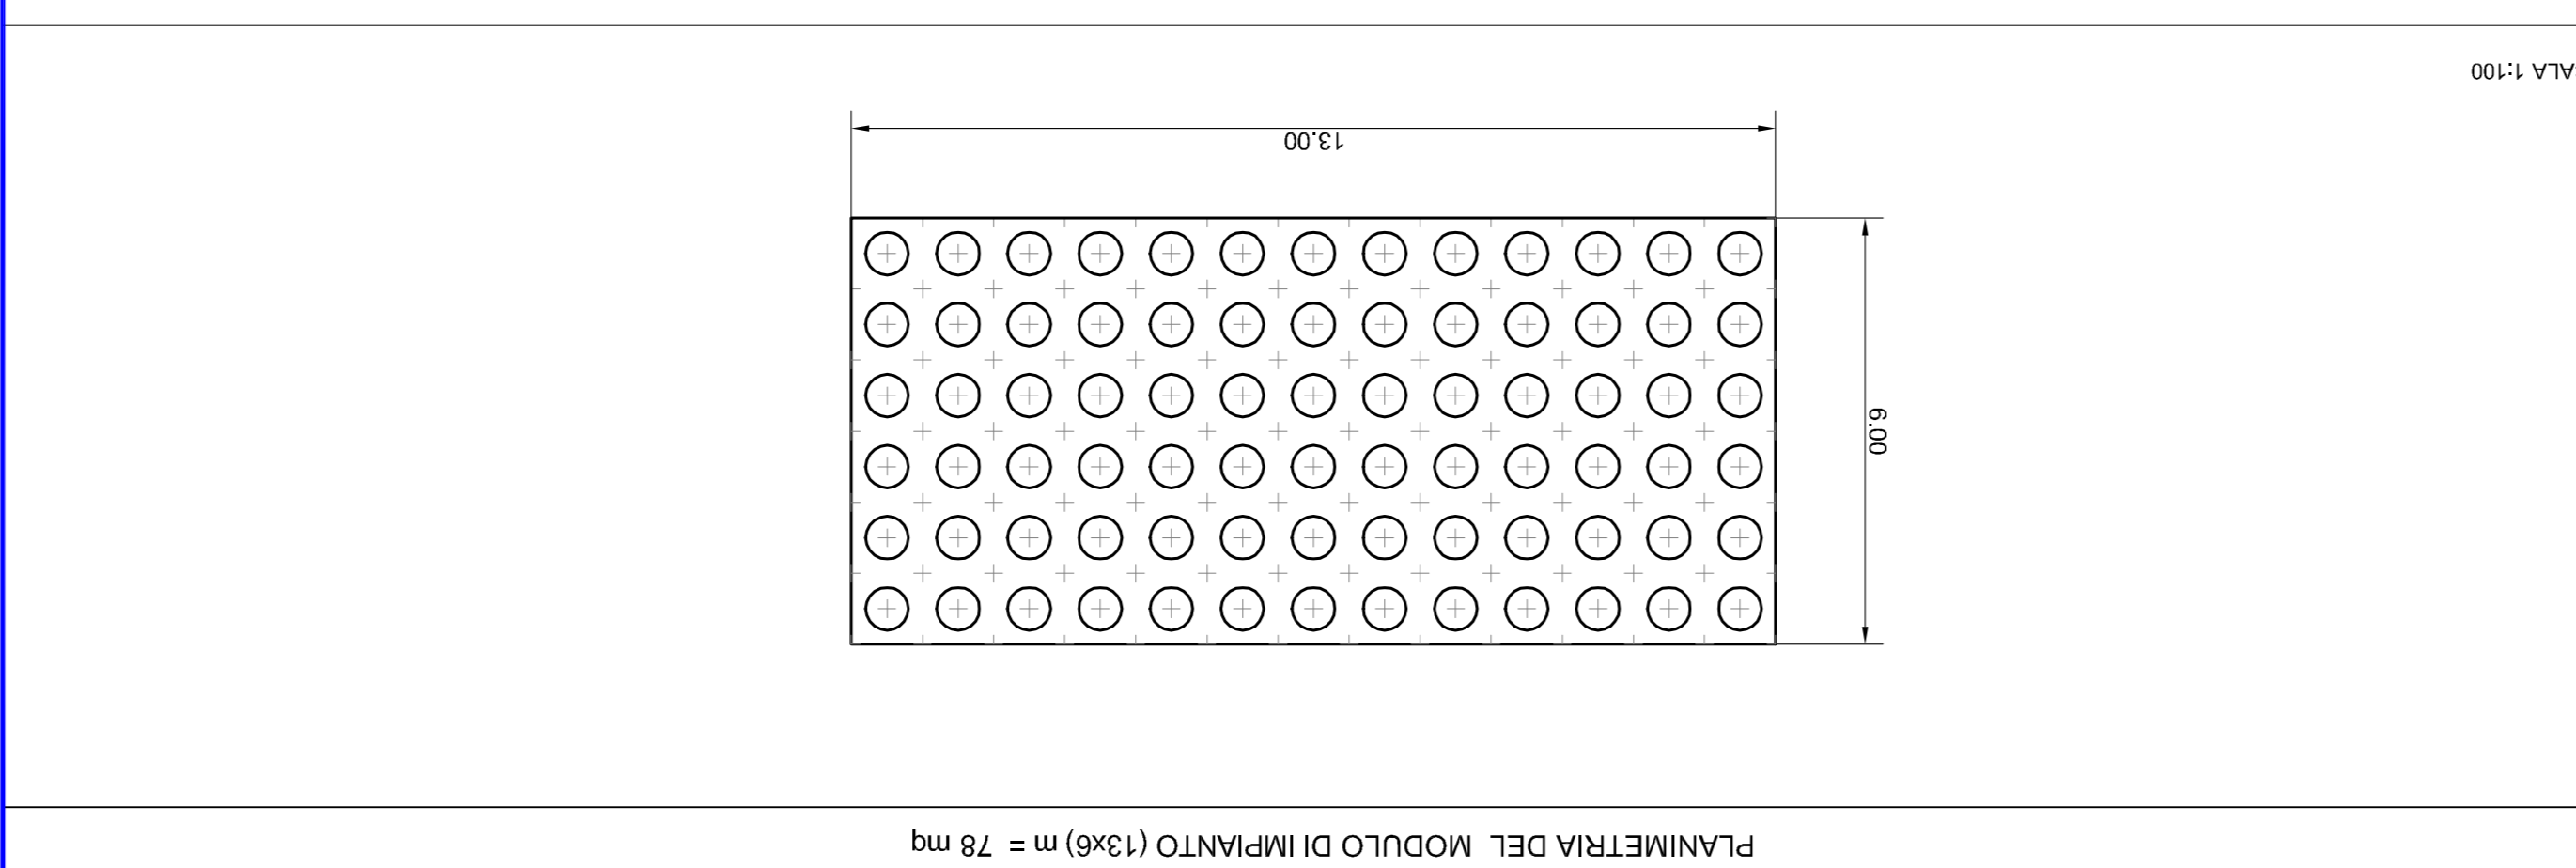 PLANIMETRIA DEL MODULO DI IMPIANTO (13x6) m = 78 mq
6.00
13.00
ALA 1:100